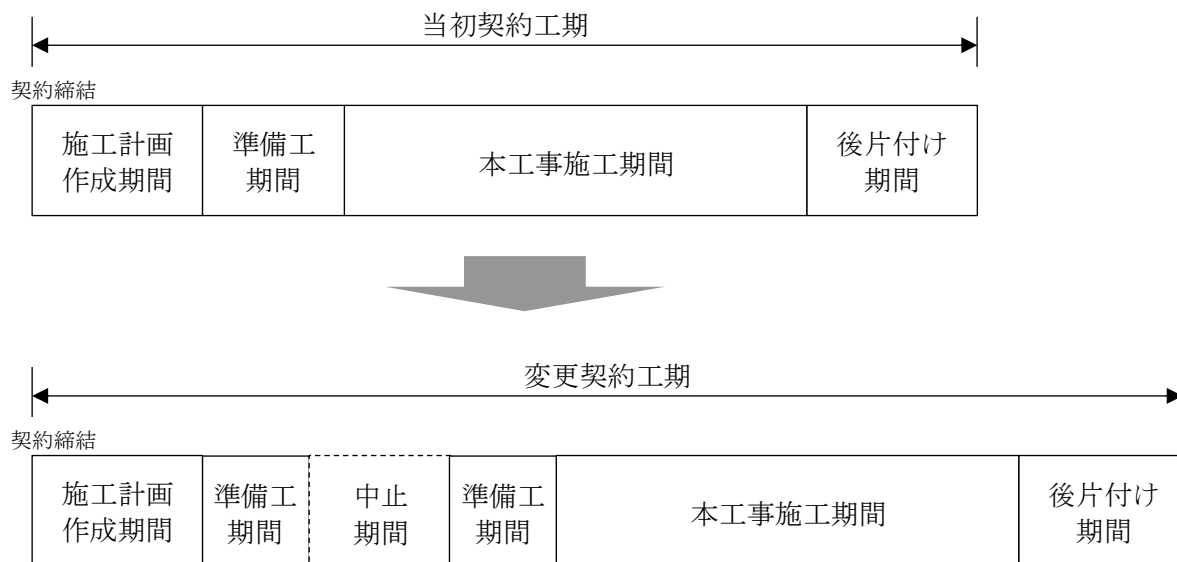 当初契約工期
契約締結
施工計画
作成期間
準備工
期間
本工事施工期間
後片付け
期間
変更契約工期
契約締結
施工計画
作成期間
準備工
期間
中止
期間
準備工
期間
本工事施工期間
後片付け
期間